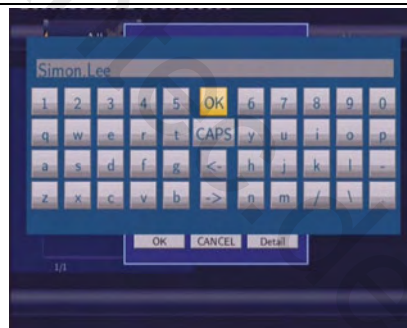 Simon.Lee
1 2 3 4 5 OK 6 7 8 9 0
q w e r t CAPS y u i o p
a s d f g <- h j k l -
z x c v b -> n m / \
OK CANCEL Detail
1/1